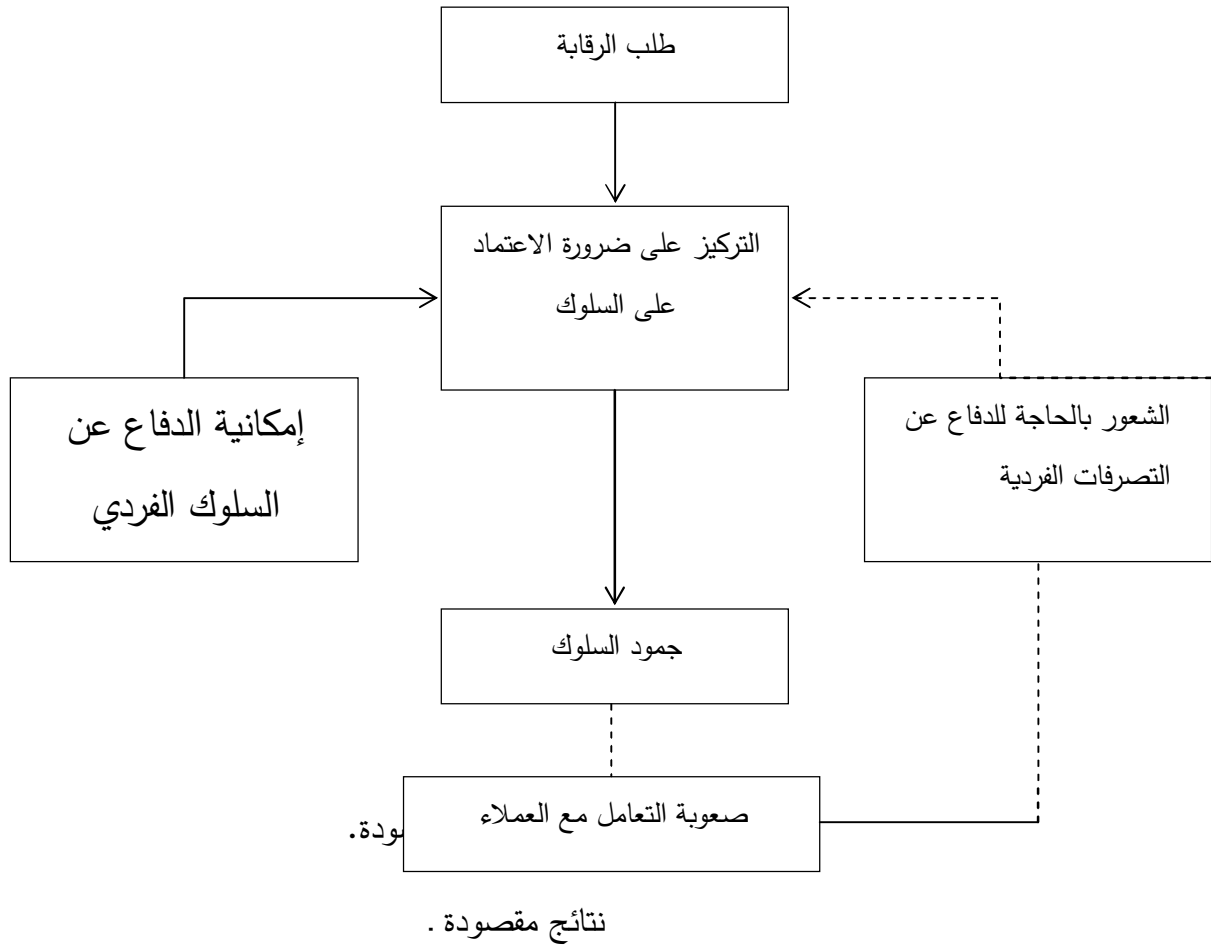 طلب الرقابة
التركيز على ضرورة الاعتماد
على السلوك
إمكانية الدفاع عن
السلوك الفردي
الشعور بالحاجة للدفاع عن
التصرفات الفردية
جمود السلوك
صعوبة التعامل مع العملاء
نتائج مقصودة .